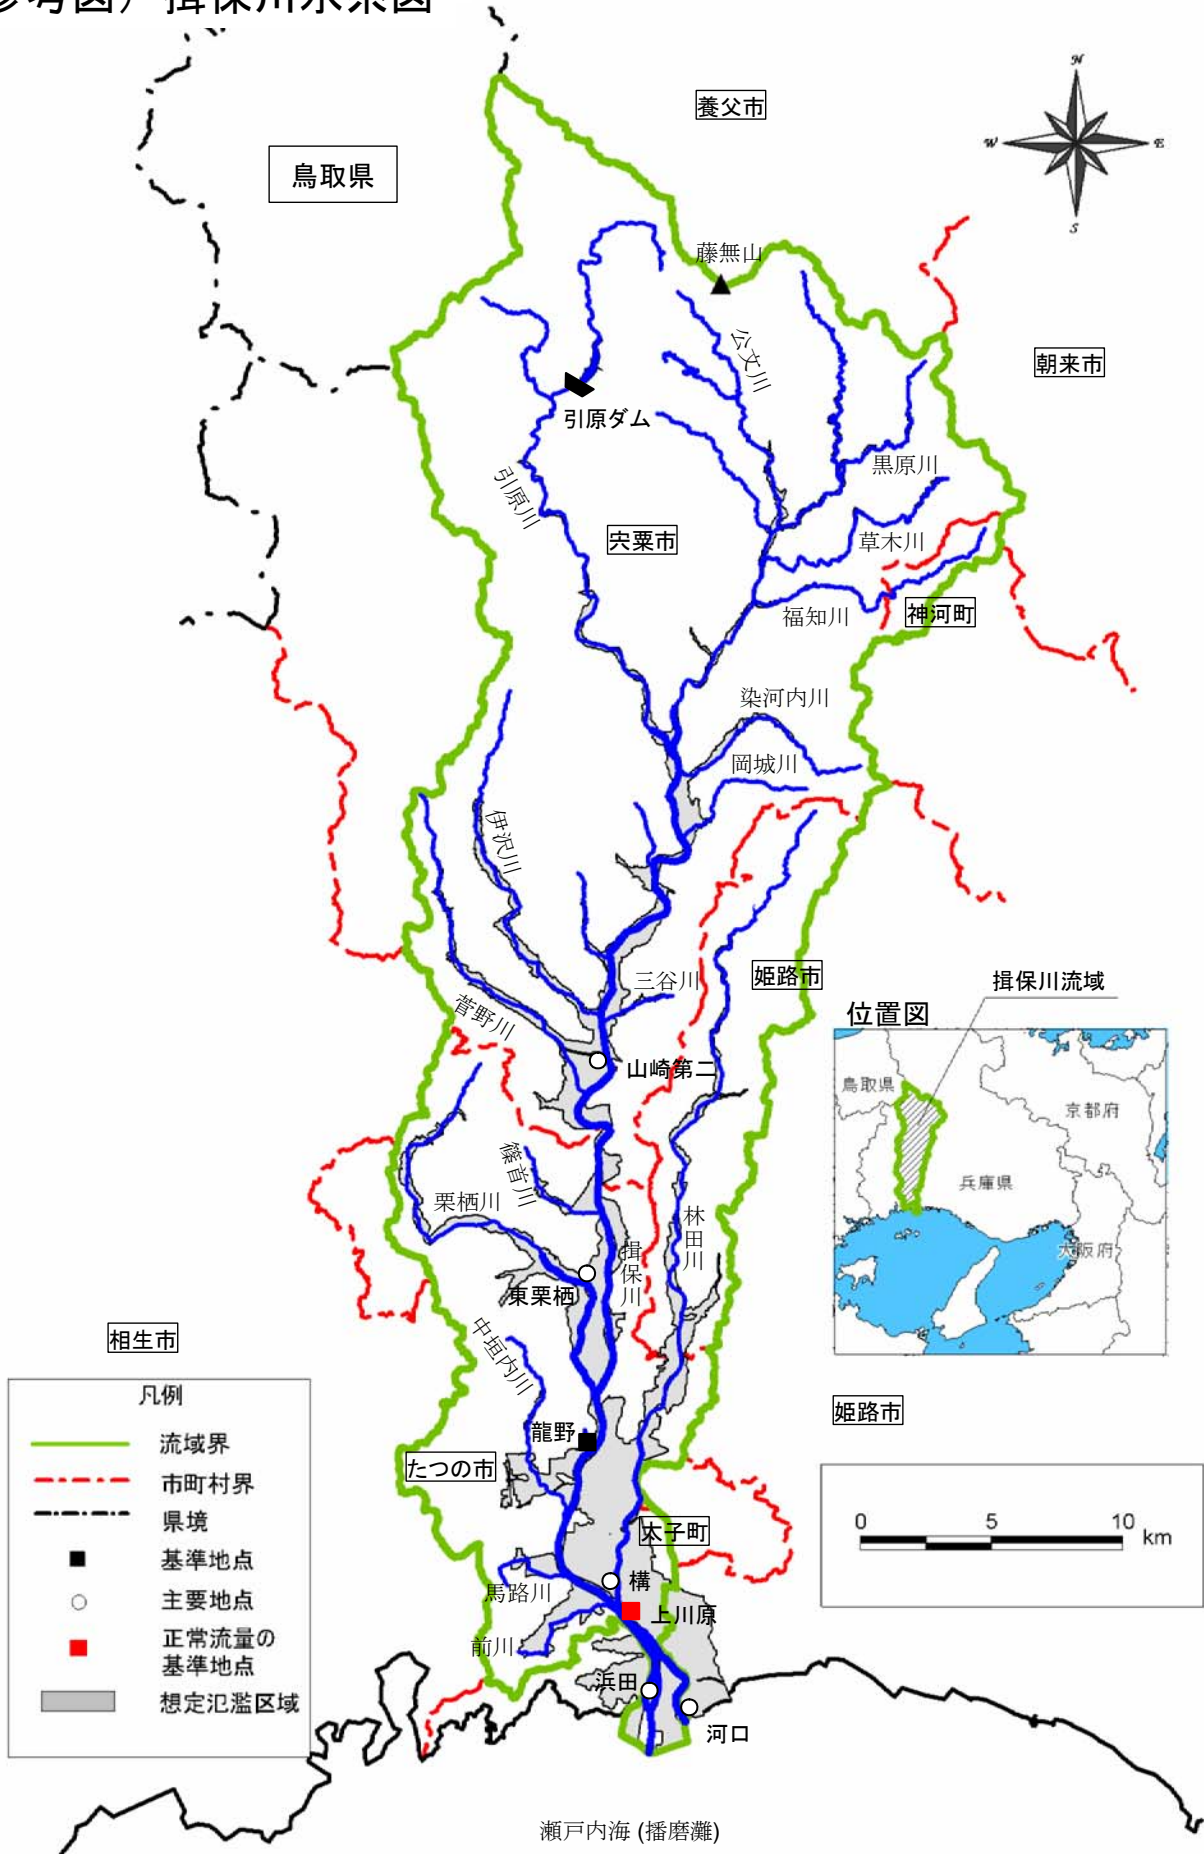 参考図）揖保川水系図
N
W
E
S
養父市
鳥取県
藤無山
公文川
朝来市
引原ダム
黒原川
引原川
草木川
宍粟市
福知川
神河町
染河内川
岡城川
伊沢川
三谷川
姫路市
菅野川
山崎第二
揖保川流域
位置図
鳥取県
京都府
兵庫県
大阪府
篠首川
栗栖川
林田川
揖保川
東栗栖
中垣内川
相生市
龍野
たつの市
姫路市
太子町
構
馬路川
上川原
前川
浜田
河口
凡例
流域界
市町村界
県境
基準地点
主要地点
正常流量の
基準地点
想定氾濫区域
0
5
10
km
瀬戸内海 (播磨灘)